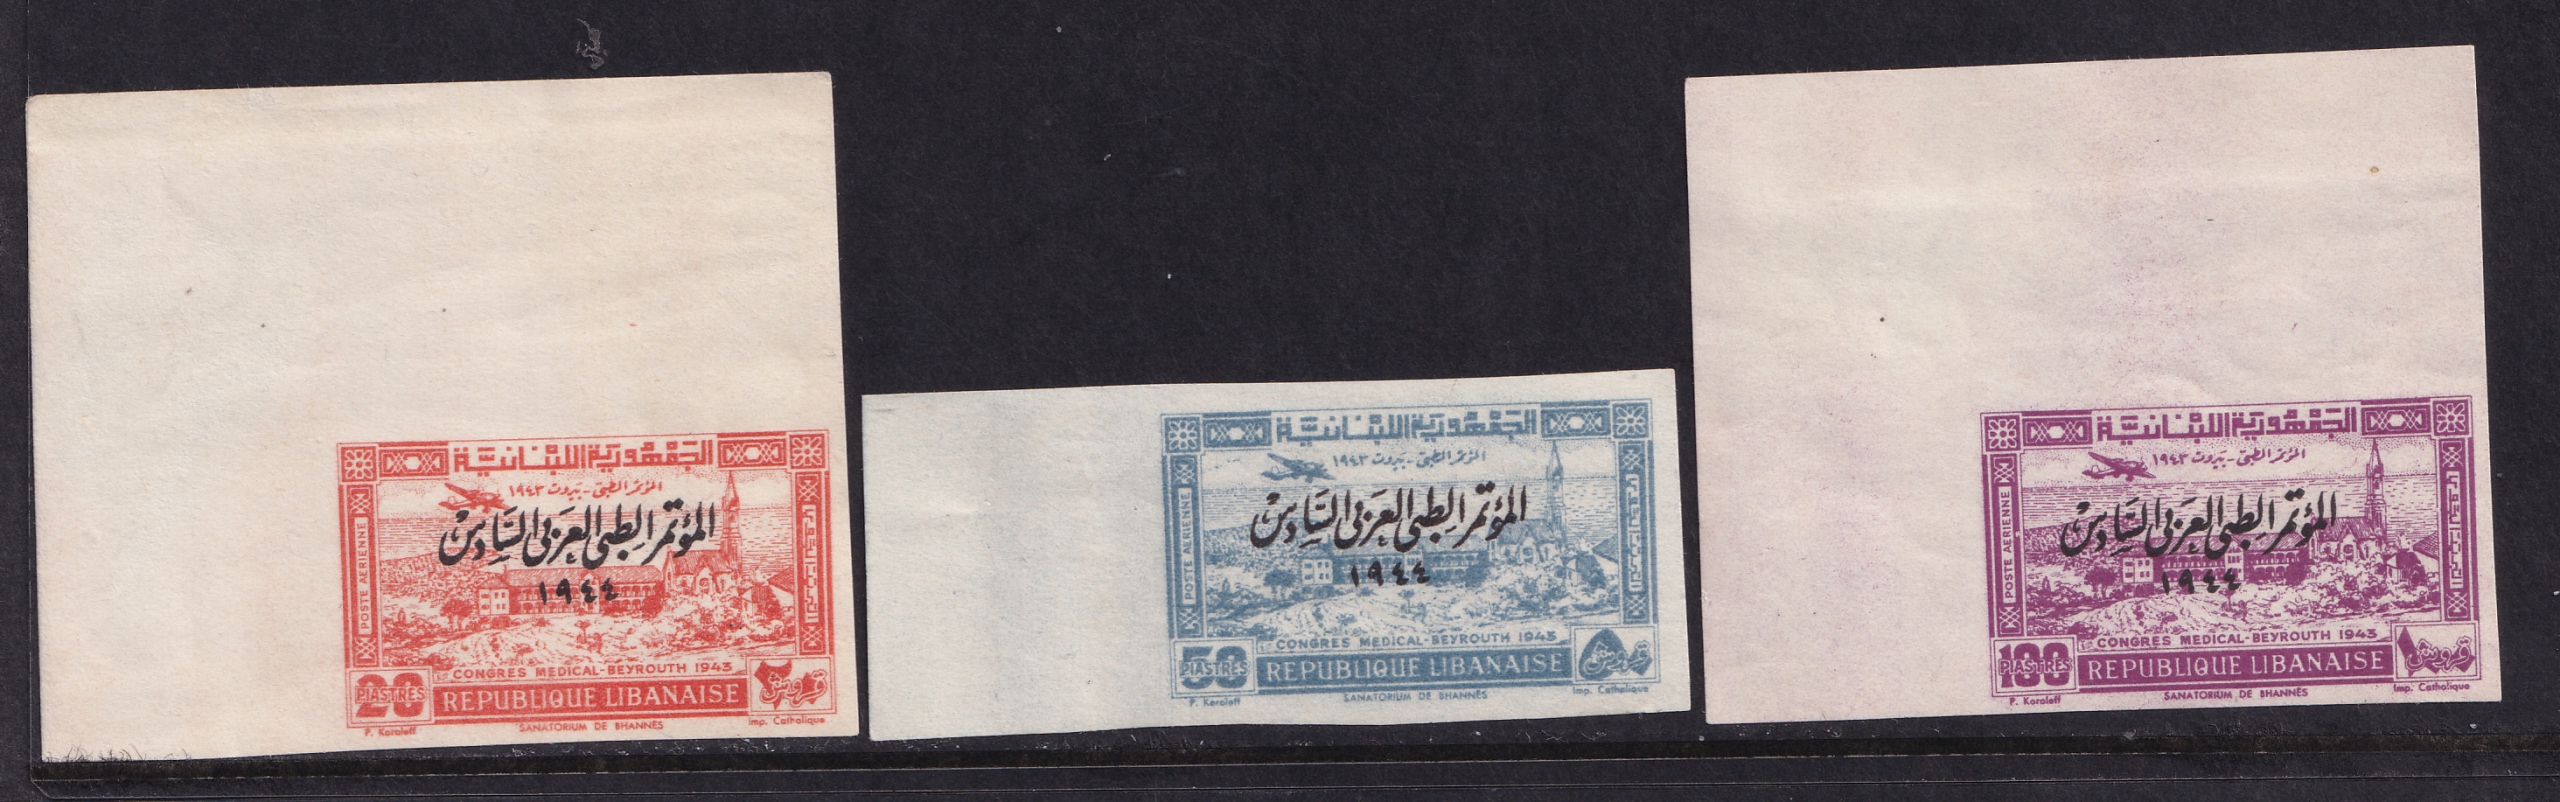 الجمهورية اللبنانية
المؤتمر الطبي - بيروت ١٩٤٣
POSTE AERIENNE
المؤتمر الطبي العربي السادس
١٩٤٤
CONGRES MEDICAL-BEYROUTH 1943
20 PIASTRES
REPUBLIQUE LIBANAISE
قروش
P. Koroleff
SANATORIUM DE BHANNÈS
Imp. Catholique
الجمهورية اللبنانية
المؤتمر الطبي - بيروت ١٩٤٣
POSTE AERIENNE
المؤتمر الطبي العربي السادس
١٩٤٤
CONGRES MEDICAL-BEYROUTH 1943
50 PIASTRES
REPUBLIQUE LIBANAISE
قروش
P. Koroleff
SANATORIUM DE BHANNÈS
Imp. Catholique
الجمهورية اللبنانية
المؤتمر الطبي - بيروت ١٩٤٣
POSTE AERIENNE
المؤتمر الطبي العربي السادس
١٩٤٤
CONGRES MEDICAL-BEYROUTH 1943
100 PIASTRES
REPUBLIQUE LIBANAISE
قروش
P. Koroleff
SANATORIUM DE BHANNÈS
Imp. Catholique